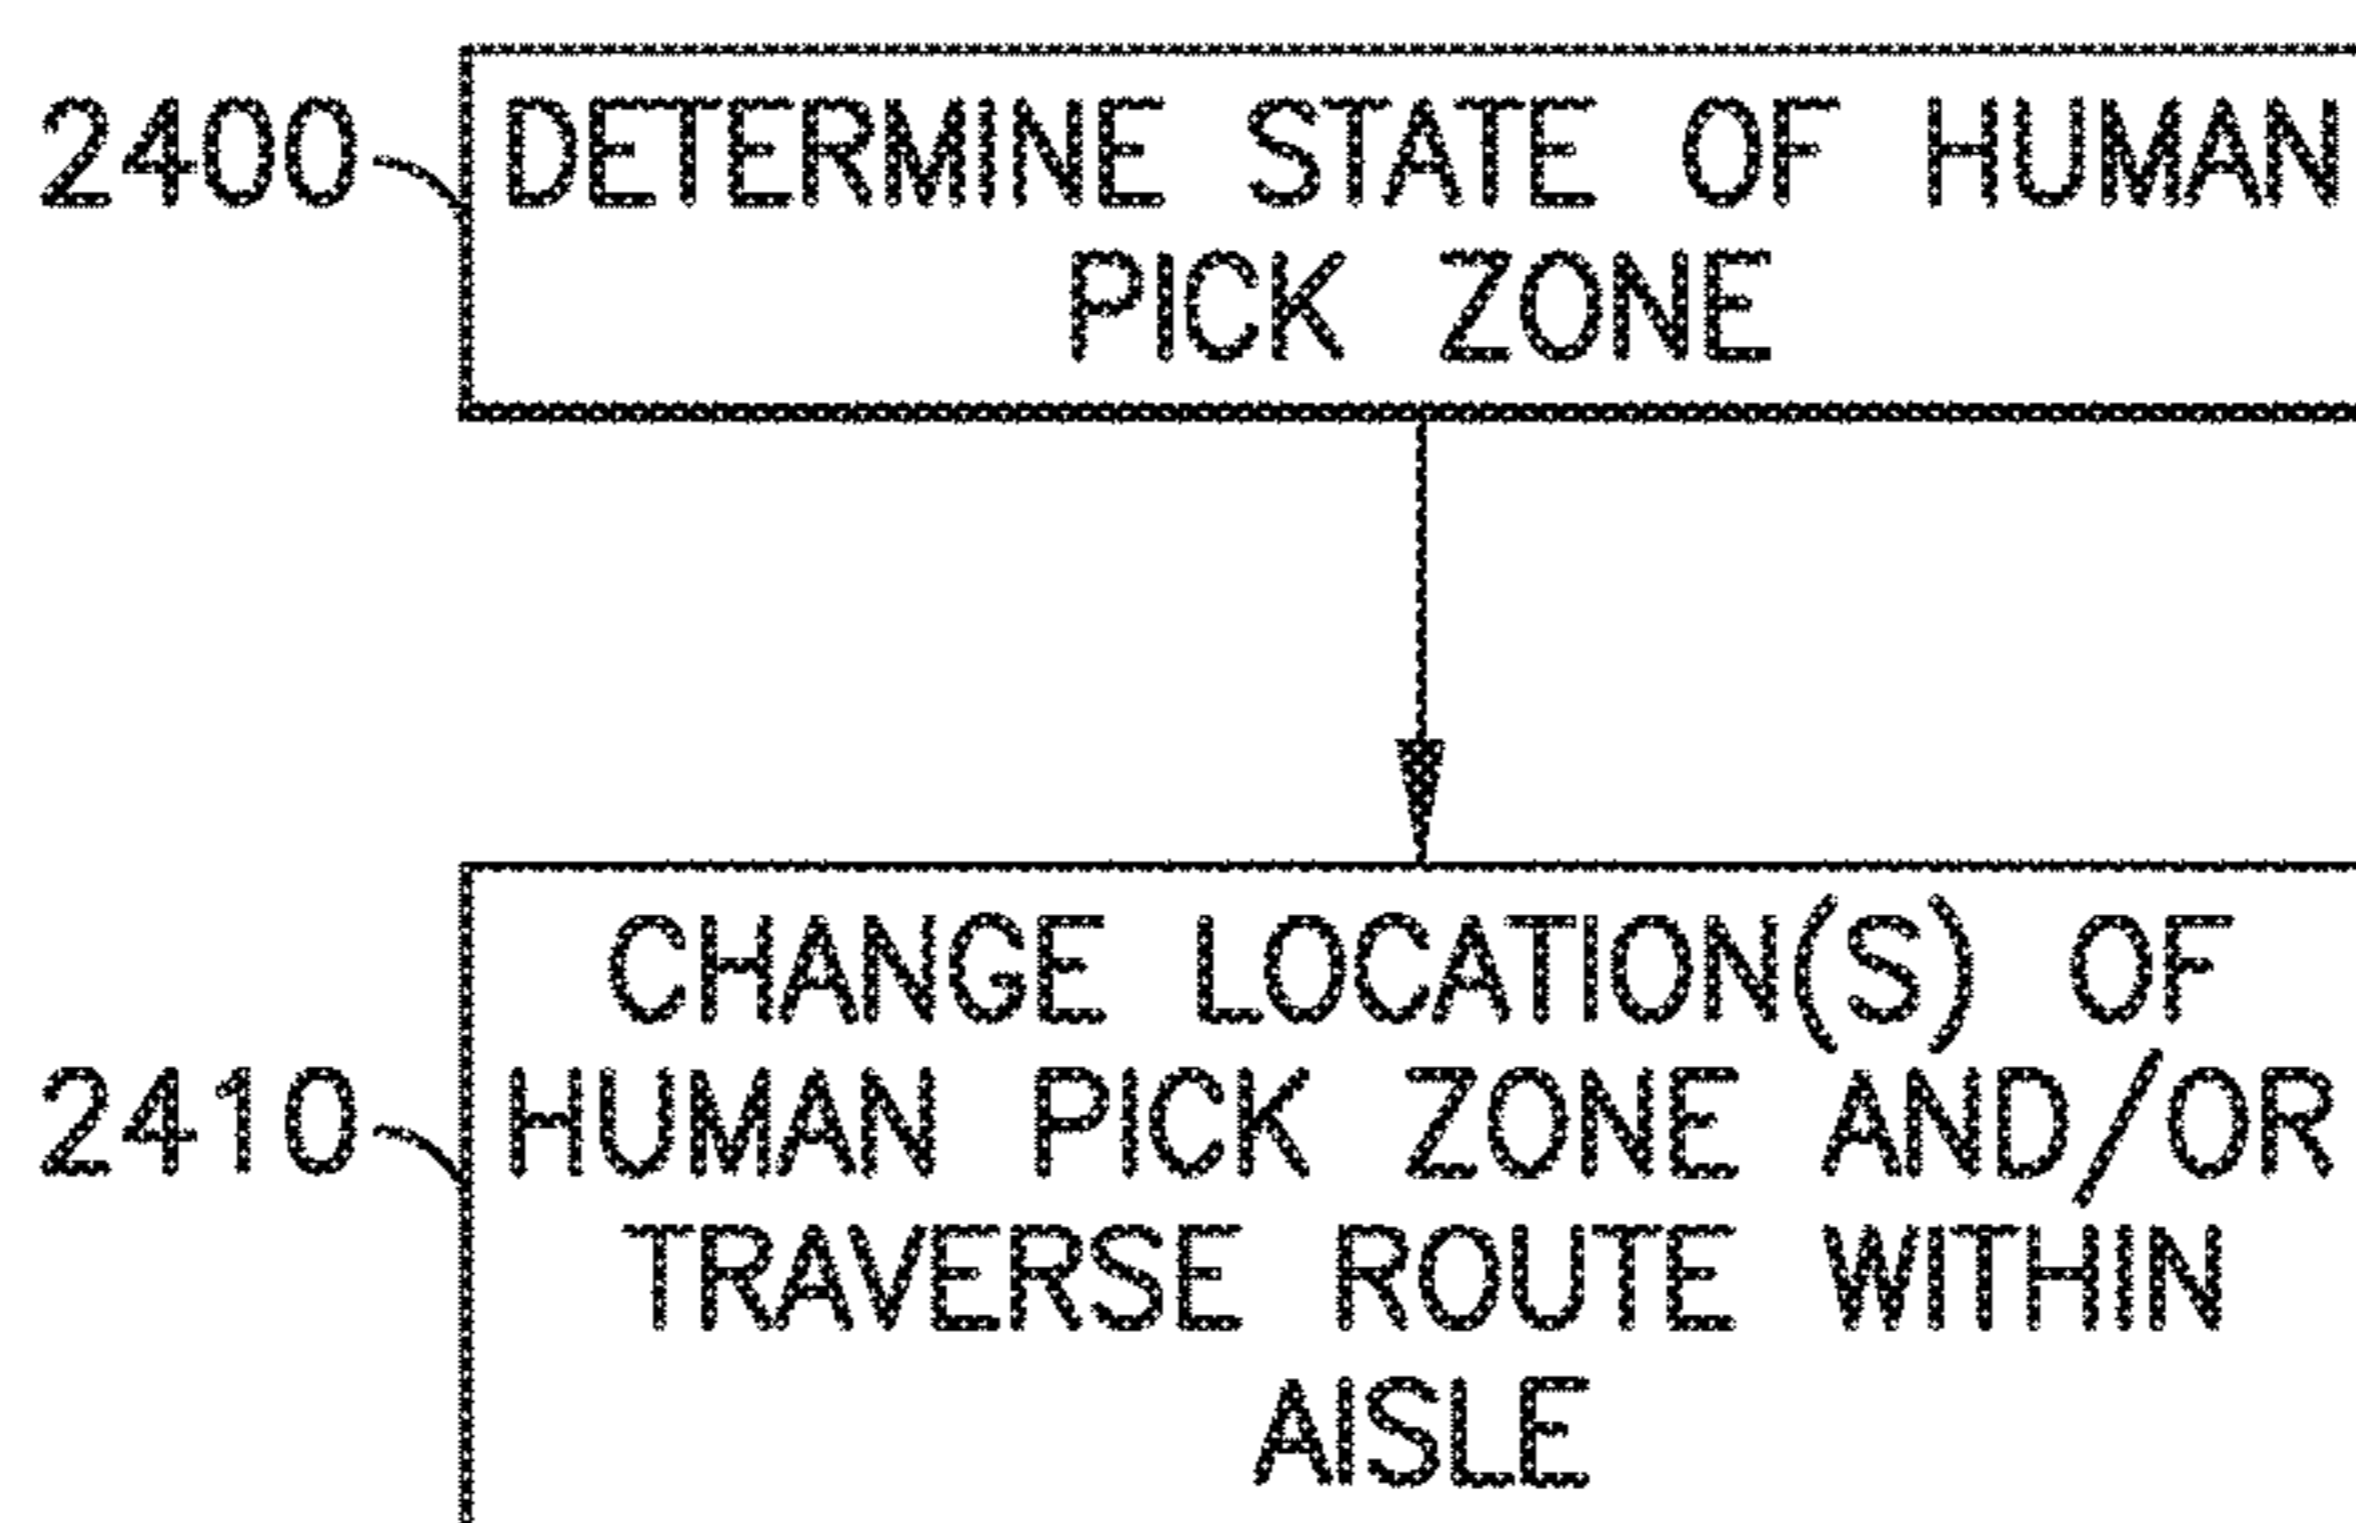 2400 DETERMINE STATE OF HUMAN
PICK ZONE
CHANGE LOCATION(S) OF
2410 HUMAN PICK ZONE AND/OR
TRAVERSE ROUTE WITHIN
AISLE